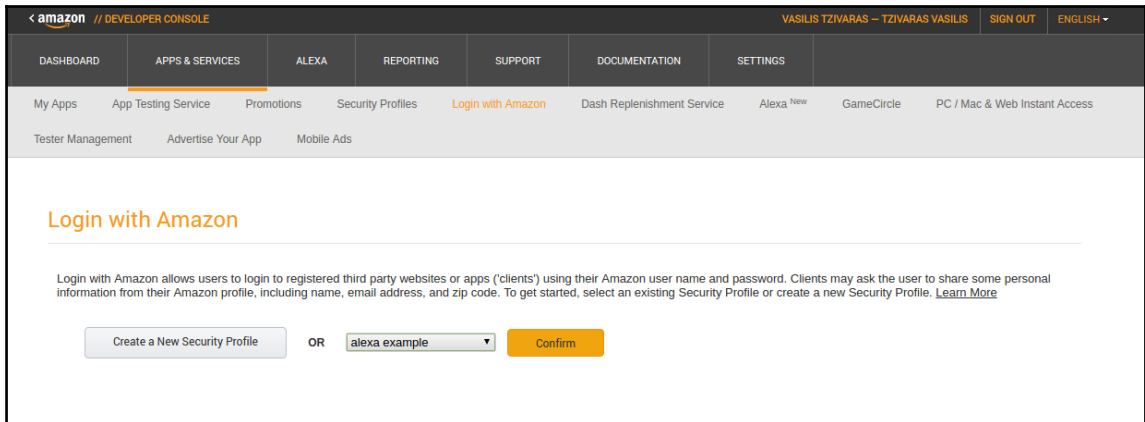 < amazon // DEVELOPER CONSOLE VASILIS TZIVARAS — TZIVARAS VASILIS SIGN OUT ENGLISH
DASHBOARD APPS & SERVICES ALEXA REPORTING SUPPORT DOCUMENTATION SETTINGS
My Apps App Testing Service Promotions Security Profiles Login with Amazon Dash Replenishment Service Alexa New GameCircle PC / Mac & Web Instant Access
Tester Management Advertise Your App Mobile Ads
Login with Amazon
Login with Amazon allows users to login to registered third party websites or apps ('clients') using their Amazon user name and password. Clients may ask the user to share some personal
information from their Amazon profile, including name, email address, and zip code. To get started, select an existing Security Profile or create a new Security Profile. Learn More
Create a New Security Profile OR alexa example Confirm